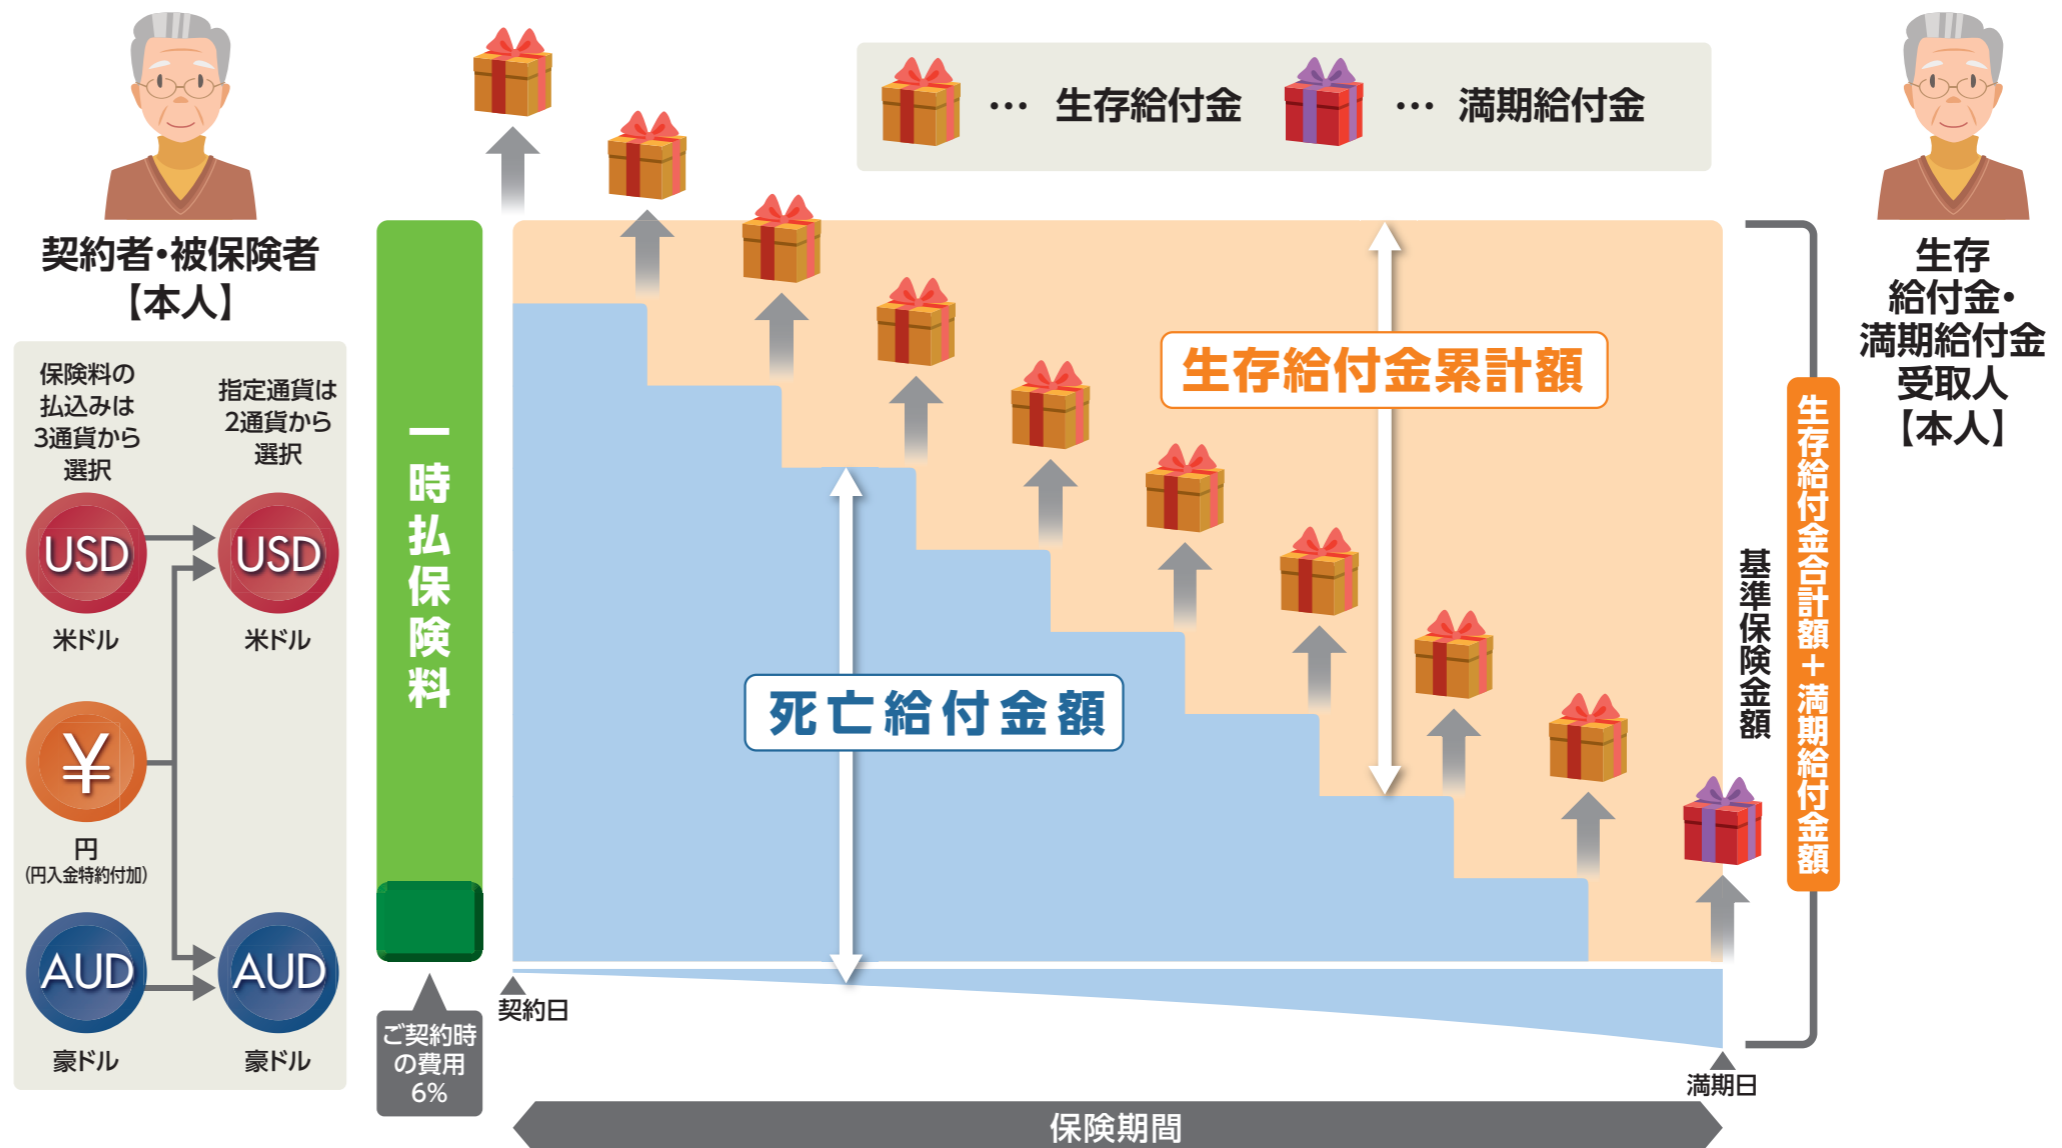 … 生存給付金
… 満期給付金
契約者・被保険者
【本人】
保険料の
払込みは
3通貨から
選択
指定通貨は
2通貨から
選択
USD
米ドル
USD
米ドル
¥
円
(円入金特約付加)
AUD
豪ドル
AUD
豪ドル
一時払保険料
ご契約時
の費用
6%
生存給付金累計額
死亡給付金額
契約日
満期日
保険期間
基準保険金額
生存給付金合計額+満期給付金額
生存
給付金・
満期給付金
受取人
【本人】